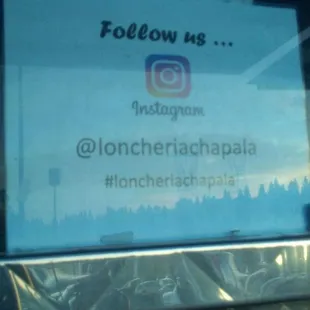 Follow us ...
Instagram
@loncheriachapala
#loncheriachapala